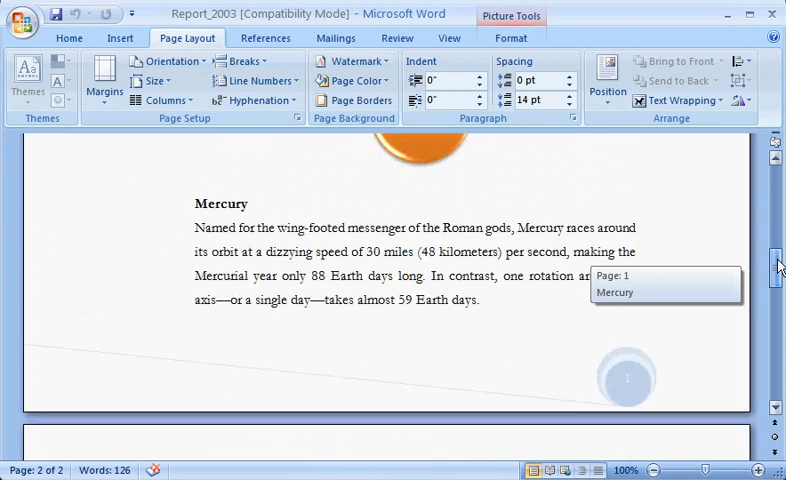 Report_2003 [Compatibility Mode] - Microsoft Word
Picture Tools
Home Insert Page Layout References Mailings Review View Format
Themes
Margins
Orientation
Size
Columns
Breaks
Line Numbers
Hyphenation
Watermark
Page Color
Page Borders
Indent
0"
0"
Spacing
0 pt
14 pt
Position
Bring to Front
Send to Back
Text Wrapping
Themes Page Setup Page Background Paragraph Arrange
Mercury
Named for the wing-footed messenger of the Roman gods, Mercury races around
its orbit at a dizzying speed of 30 miles (48 kilometers) per second, making the
Mercurial year only 88 Earth days long. In contrast, one rotation
axis—or a single day—takes almost 59 Earth days.
Page: 1
Mercury
1
Page: 2 of 2 Words: 126 100%